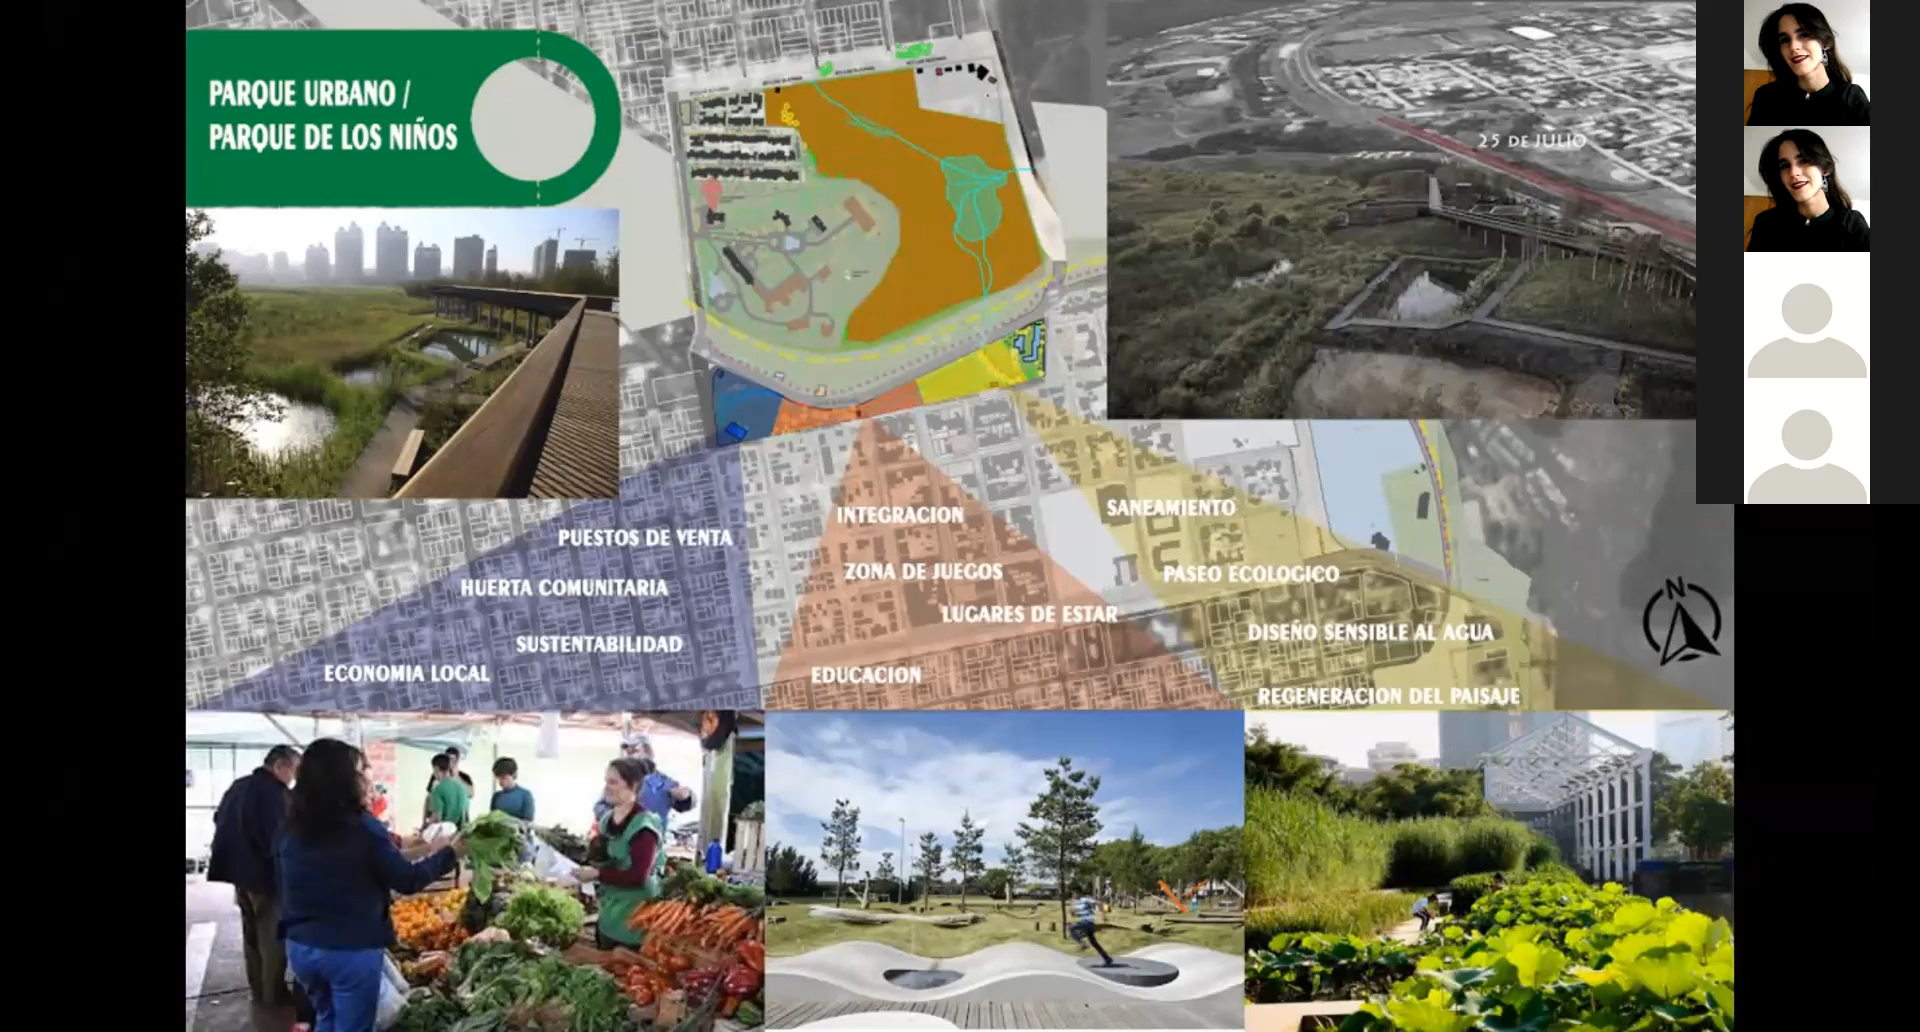 PARQUE URBANO /
PARQUE DE LOS NIÑOS
25 DE JULIO
PUESTOS DE VENTA
HUERTA COMUNITARIA
SUSTENTABILIDAD
ECONOMIA LOCAL
INTEGRACION
ZONA DE JUEGOS
LUGARES DE ESTAR
EDUCACION
SANEAMIENTO
PASEO ECOLOGICO
DISEÑO SENSIBLE AL AGUA
REGENERACION DEL PAISAJE
N